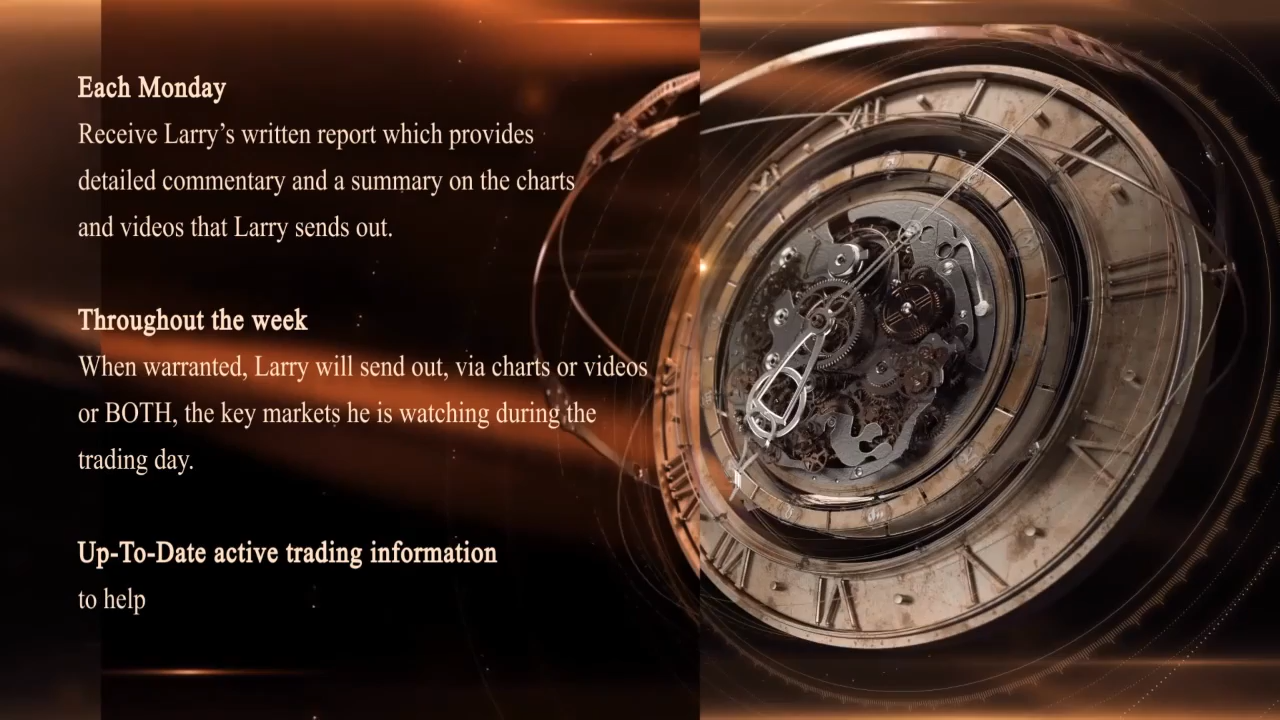 Each Monday
Receive Larry’s written report which provides
detailed commentary and a summary on the charts
and videos that Larry sends out.
Throughout the week
When warranted, Larry will send out, via charts or videos
or BOTH, the key markets he is watching during the
trading day.
Up-To-Date active trading information
to help